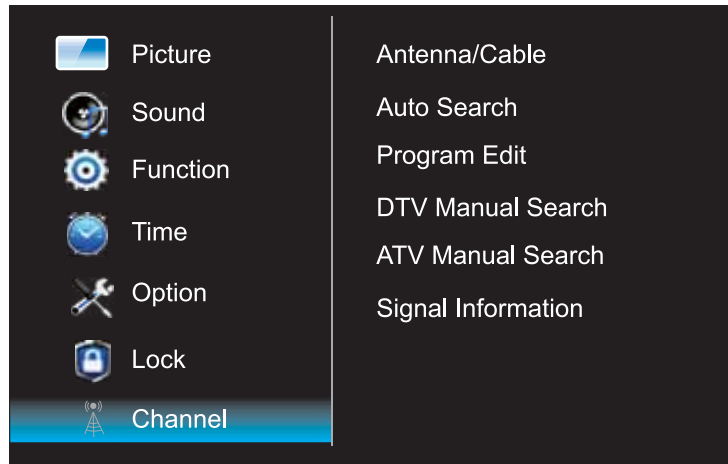 Picture
Sound
Function
Time
Option
Lock
Channel
Antenna/Cable
Auto Search
Program Edit
DTV Manual Search
ATV Manual Search
Signal Information